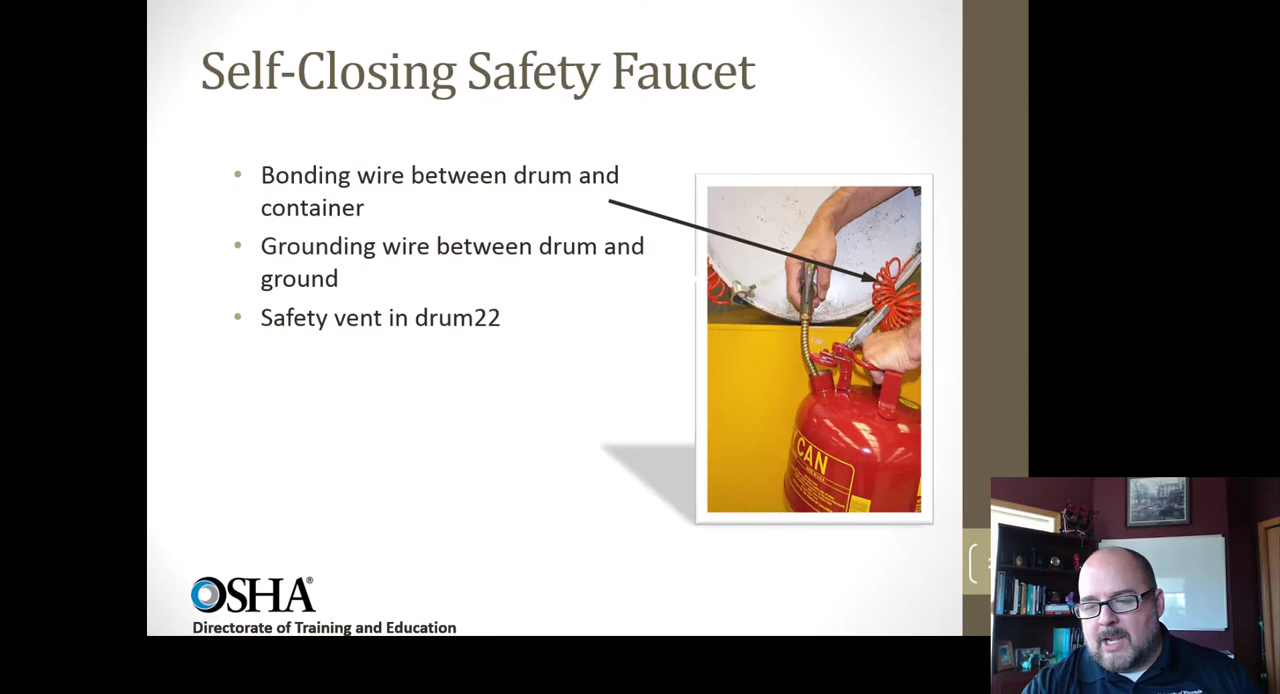 Self-Closing Safety Faucet
• Bonding wire between drum and
container
• Grounding wire between drum and
ground
• Safety vent in drum22
CAN
OSHA®
Directorate of Training and Education